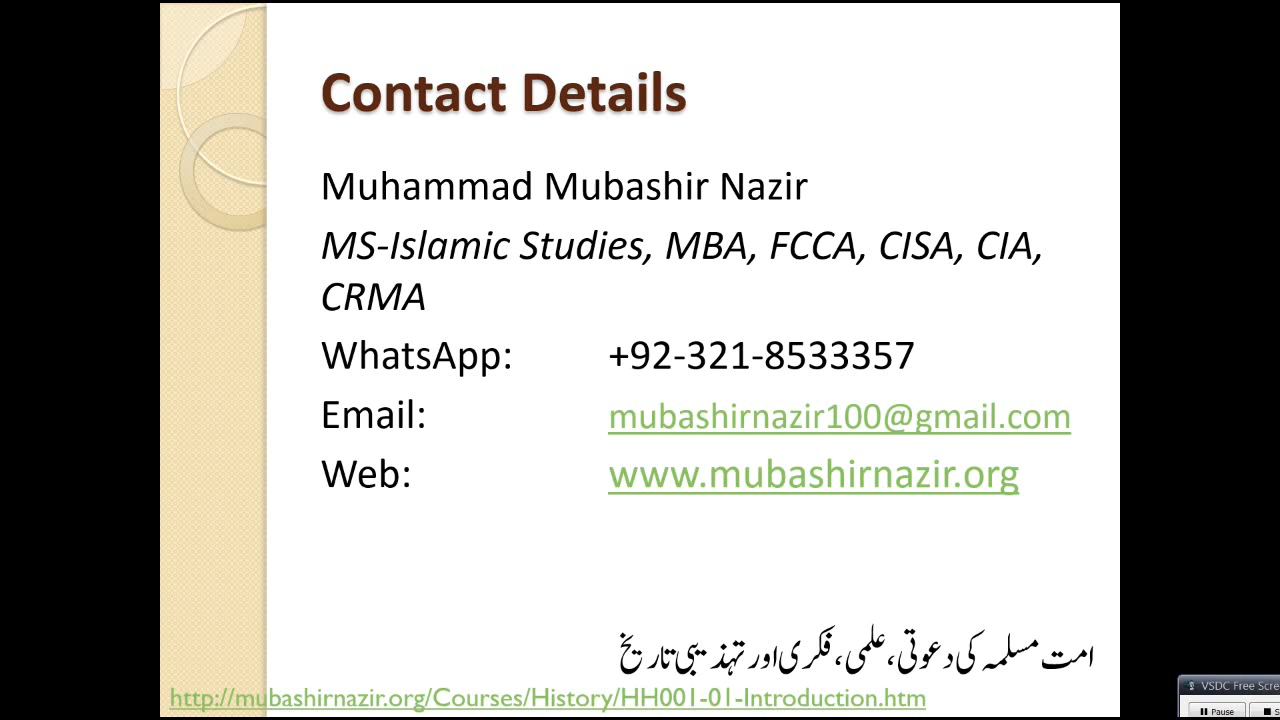 Contact Details
Muhammad Mubashir Nazir
MS-Islamic Studies, MBA, FCCA, CISA, CIA,
CRMA
WhatsApp: +92-321-8533357
Email: mubashirnazir100@gmail.com
Web: www.mubashirnazir.org
امت مسلمہ کی دعوتی، علمی، فکری اور تہذیبی تاریخ
http://mubashirnazir.org/Courses/History/HH001-01-Introduction.htm
VSDC Free Scre
Pause S